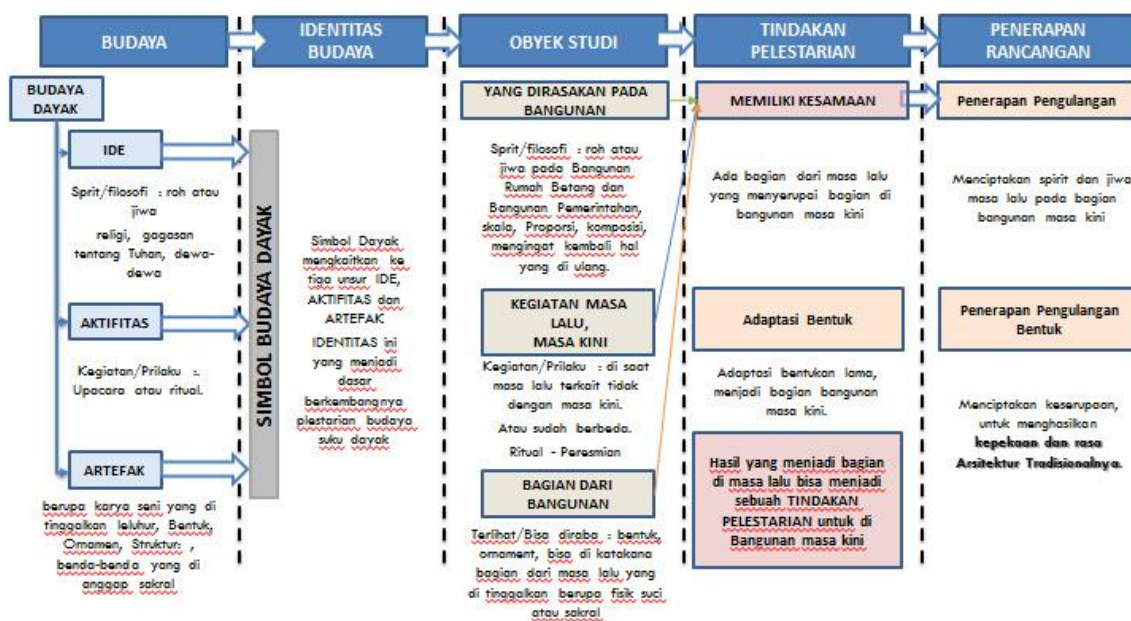 BUDAYA
IDENTITAS
BUDAYA
OBYEK STUDI
TINDAKAN
PELESTARIAN
PENERAPAN
RANCANGAN
BUDAYA
DAYAK
IDE
Sprit/filosofi : roh atau
jiwa
religi, gagasan
tentang Tuhan, dewa-
dewa
AKTIFITAS
Kegiatan/Prilaku :.
Upacara atau ritual.
ARTEFAK
berupa karya seni yang di
tinggalkan leluhur, Bentuk,
Ornamen, Struktur: ,
benda-benda yang di
anggap sakral
SIMBOL BUDAYA DAYAK
Simbol Dayak
mengkaitkan ke
tiga unsur IDE,
AKTIFITAS dan
ARTEFAK
IDENTITAS ini
yang menjadi
dasar
berkembangnya
plestarian budaya
suku dayak
YANG DIRASAKAN PADA
BANGUNAN
Sprit/filosofi : roh atau
jiwa pada Bangunan
Rumah Betang dan
Bangunan Pemerintahan,
skala, Proporsi, komposisi,
mengingat kembali hal
yang di ulang.
KEGIATAN MASA
LALU,
MASA KINI
Kegiatan/Prilaku : di saat
masa lalu terkait tidak
dengan masa kini.
Atau sudah berbeda.
Ritual - Peresmian
BAGIAN DARI
BANGUNAN
Terlihat/Bisa diraba : bentuk,
ornament, bisa di katakana
bagian dari masa lalu yang
di tinggalkan berupa fisik suci
atau sakral
MEMILIKI KESAMAAN
Ada bagian dari masa lalu
yang menyerupai bagian di
bangunan masa kini
Adaptasi Bentuk
Adaptasi bentukan lama,
menjadi bagian bangunan
masa kini.
Hasil yang menjadi bagian
di masa lalu bisa menjadi
sebuah TINDAKAN
PELESTARIAN untuk di
Bangunan masa kini
Penerapan Pengulangan
Menciptakan spirit dan jiwa
masa lalu pada bagian
bangunan masa kini
Penerapan Pengulangan
Bentuk
Menciptakan keserupaan,
untuk menghasilkan
kepekaan dan rasa
Arsitektur Tradisionalnya.